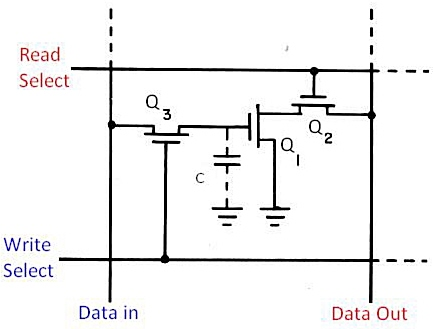 Read
Select
Q3
Q2
Q1
C
Write
Select
Data in
Data Out